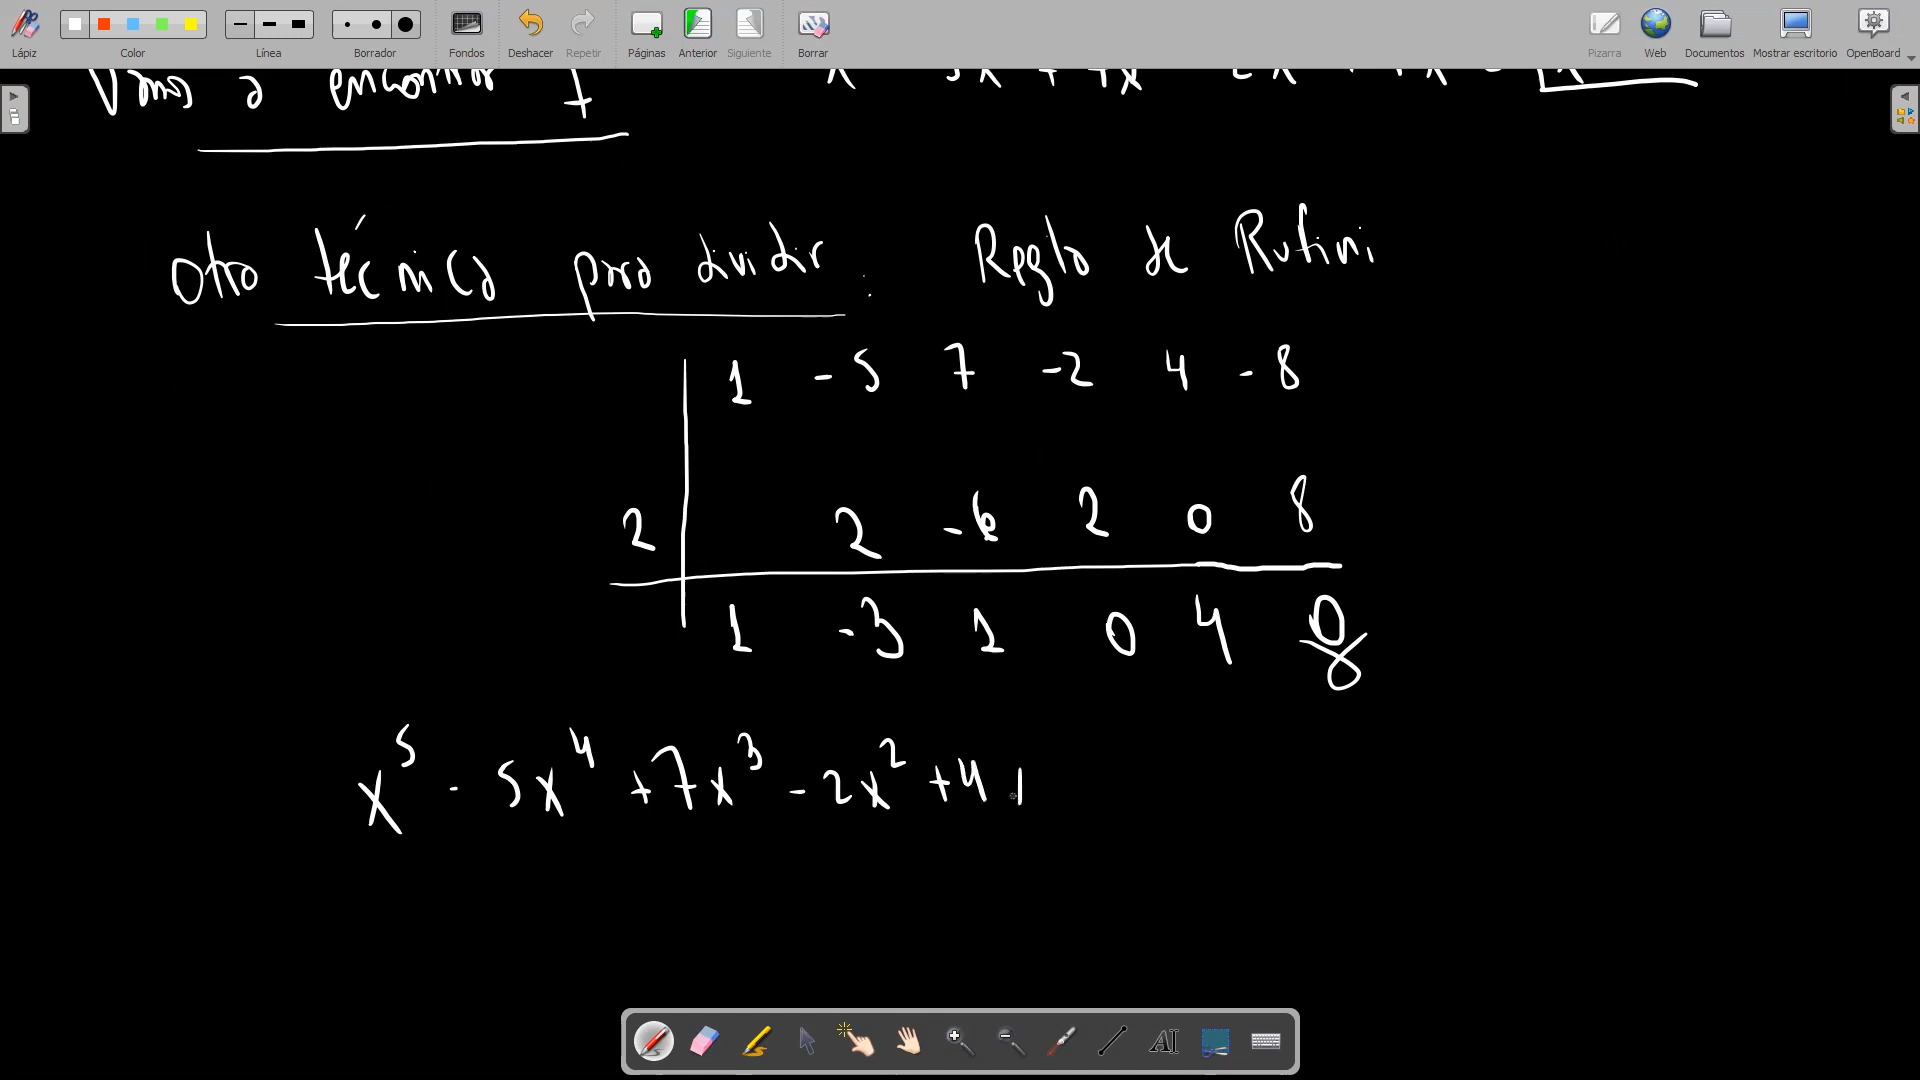 Lápiz Color Línea Borrador Fondos Deshacer Repetir Páginas Anterior Siguiente Borrar Pizarra Web Documentos Mostrar escritorio OpenBoard
Vamos a encontrar
Otra técnica para dividir : Regla de Rufini
1 -5 7 -2 4 -8
2 2 -6 2 0 8
1 -3 1 0 4 0
x⁵ - 5x⁴ +7x³ - 2x² +4